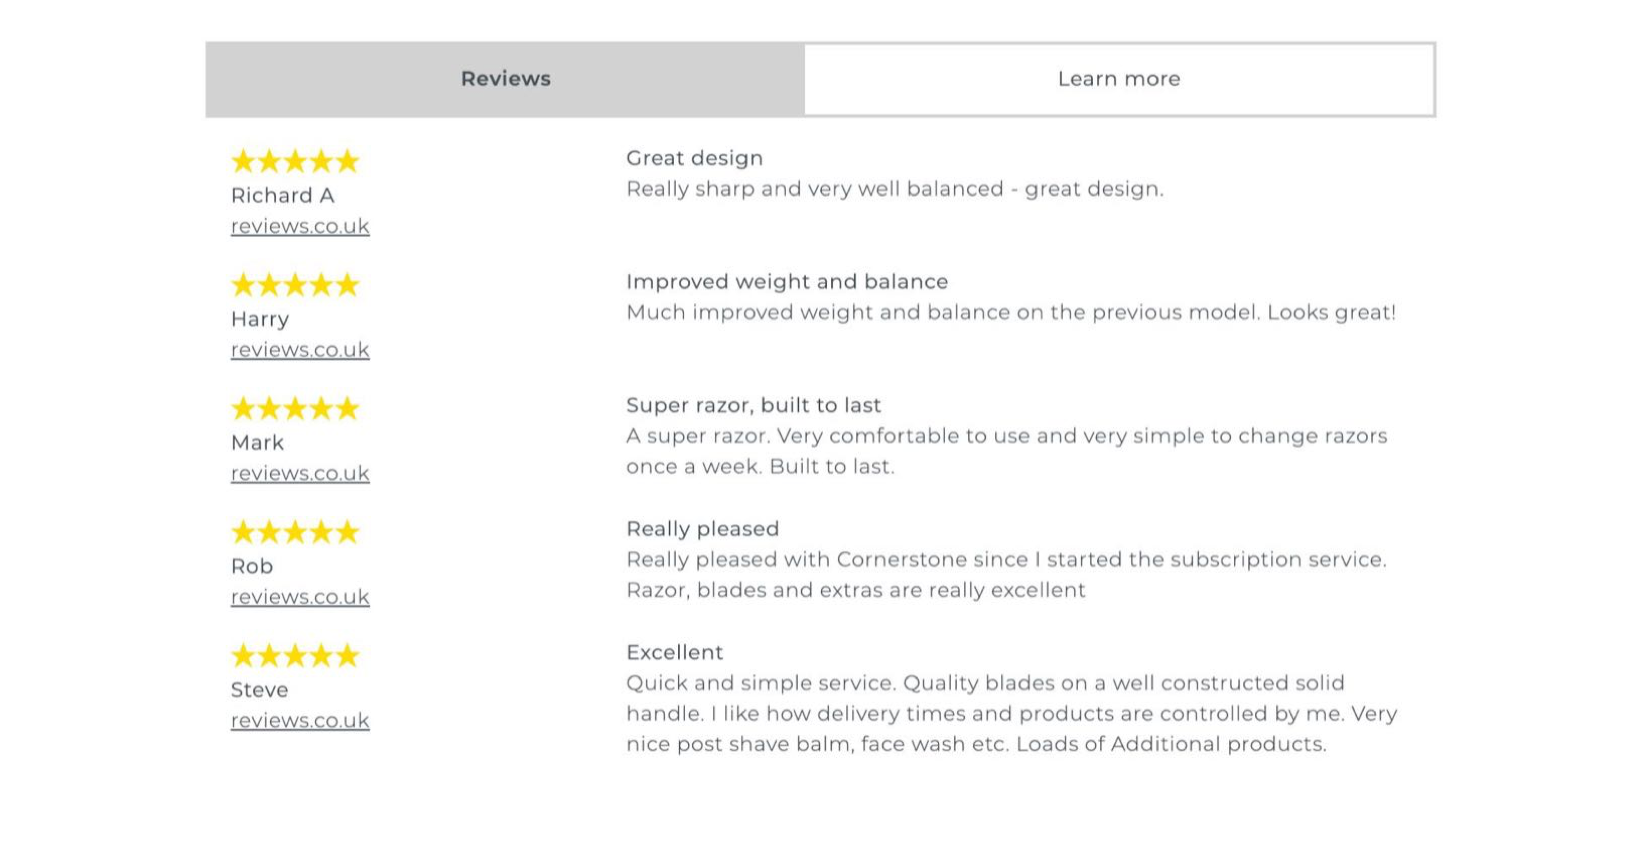 Reviews
Learn more
Richard A
reviews.co.uk
Great design
Really sharp and very well balanced - great design.
Harry
reviews.co.uk
Improved weight and balance
Much improved weight and balance on the previous model. Looks great!
Mark
reviews.co.uk
Super razor, built to last
A super razor. Very comfortable to use and very simple to change razors
once a week. Built to last.
Rob
reviews.co.uk
Really pleased
Really pleased with Cornerstone since I started the subscription service.
Razor, blades and extras are really excellent
Steve
reviews.co.uk
Excellent
Quick and simple service. Quality blades on a well constructed solid
handle. I like how delivery times and products are controlled by me. Very
nice post shave balm, face wash etc. Loads of Additional products.